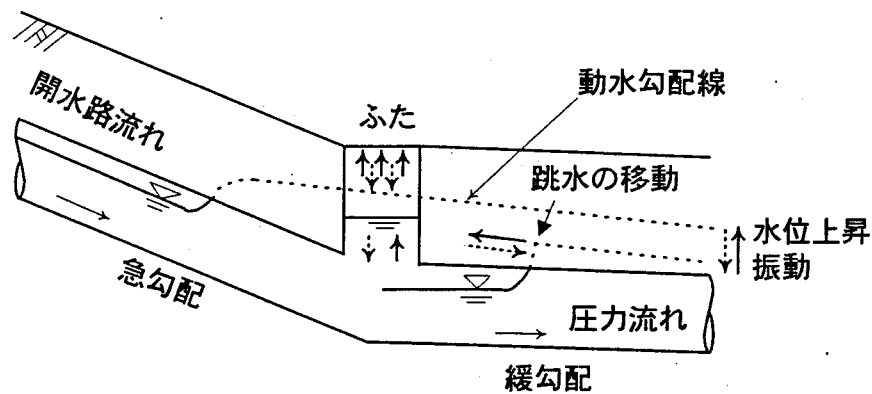 動水勾配線
開水路流れ
ふた
跳水の移動
水位上昇
振動
急勾配
圧力流れ
緩勾配